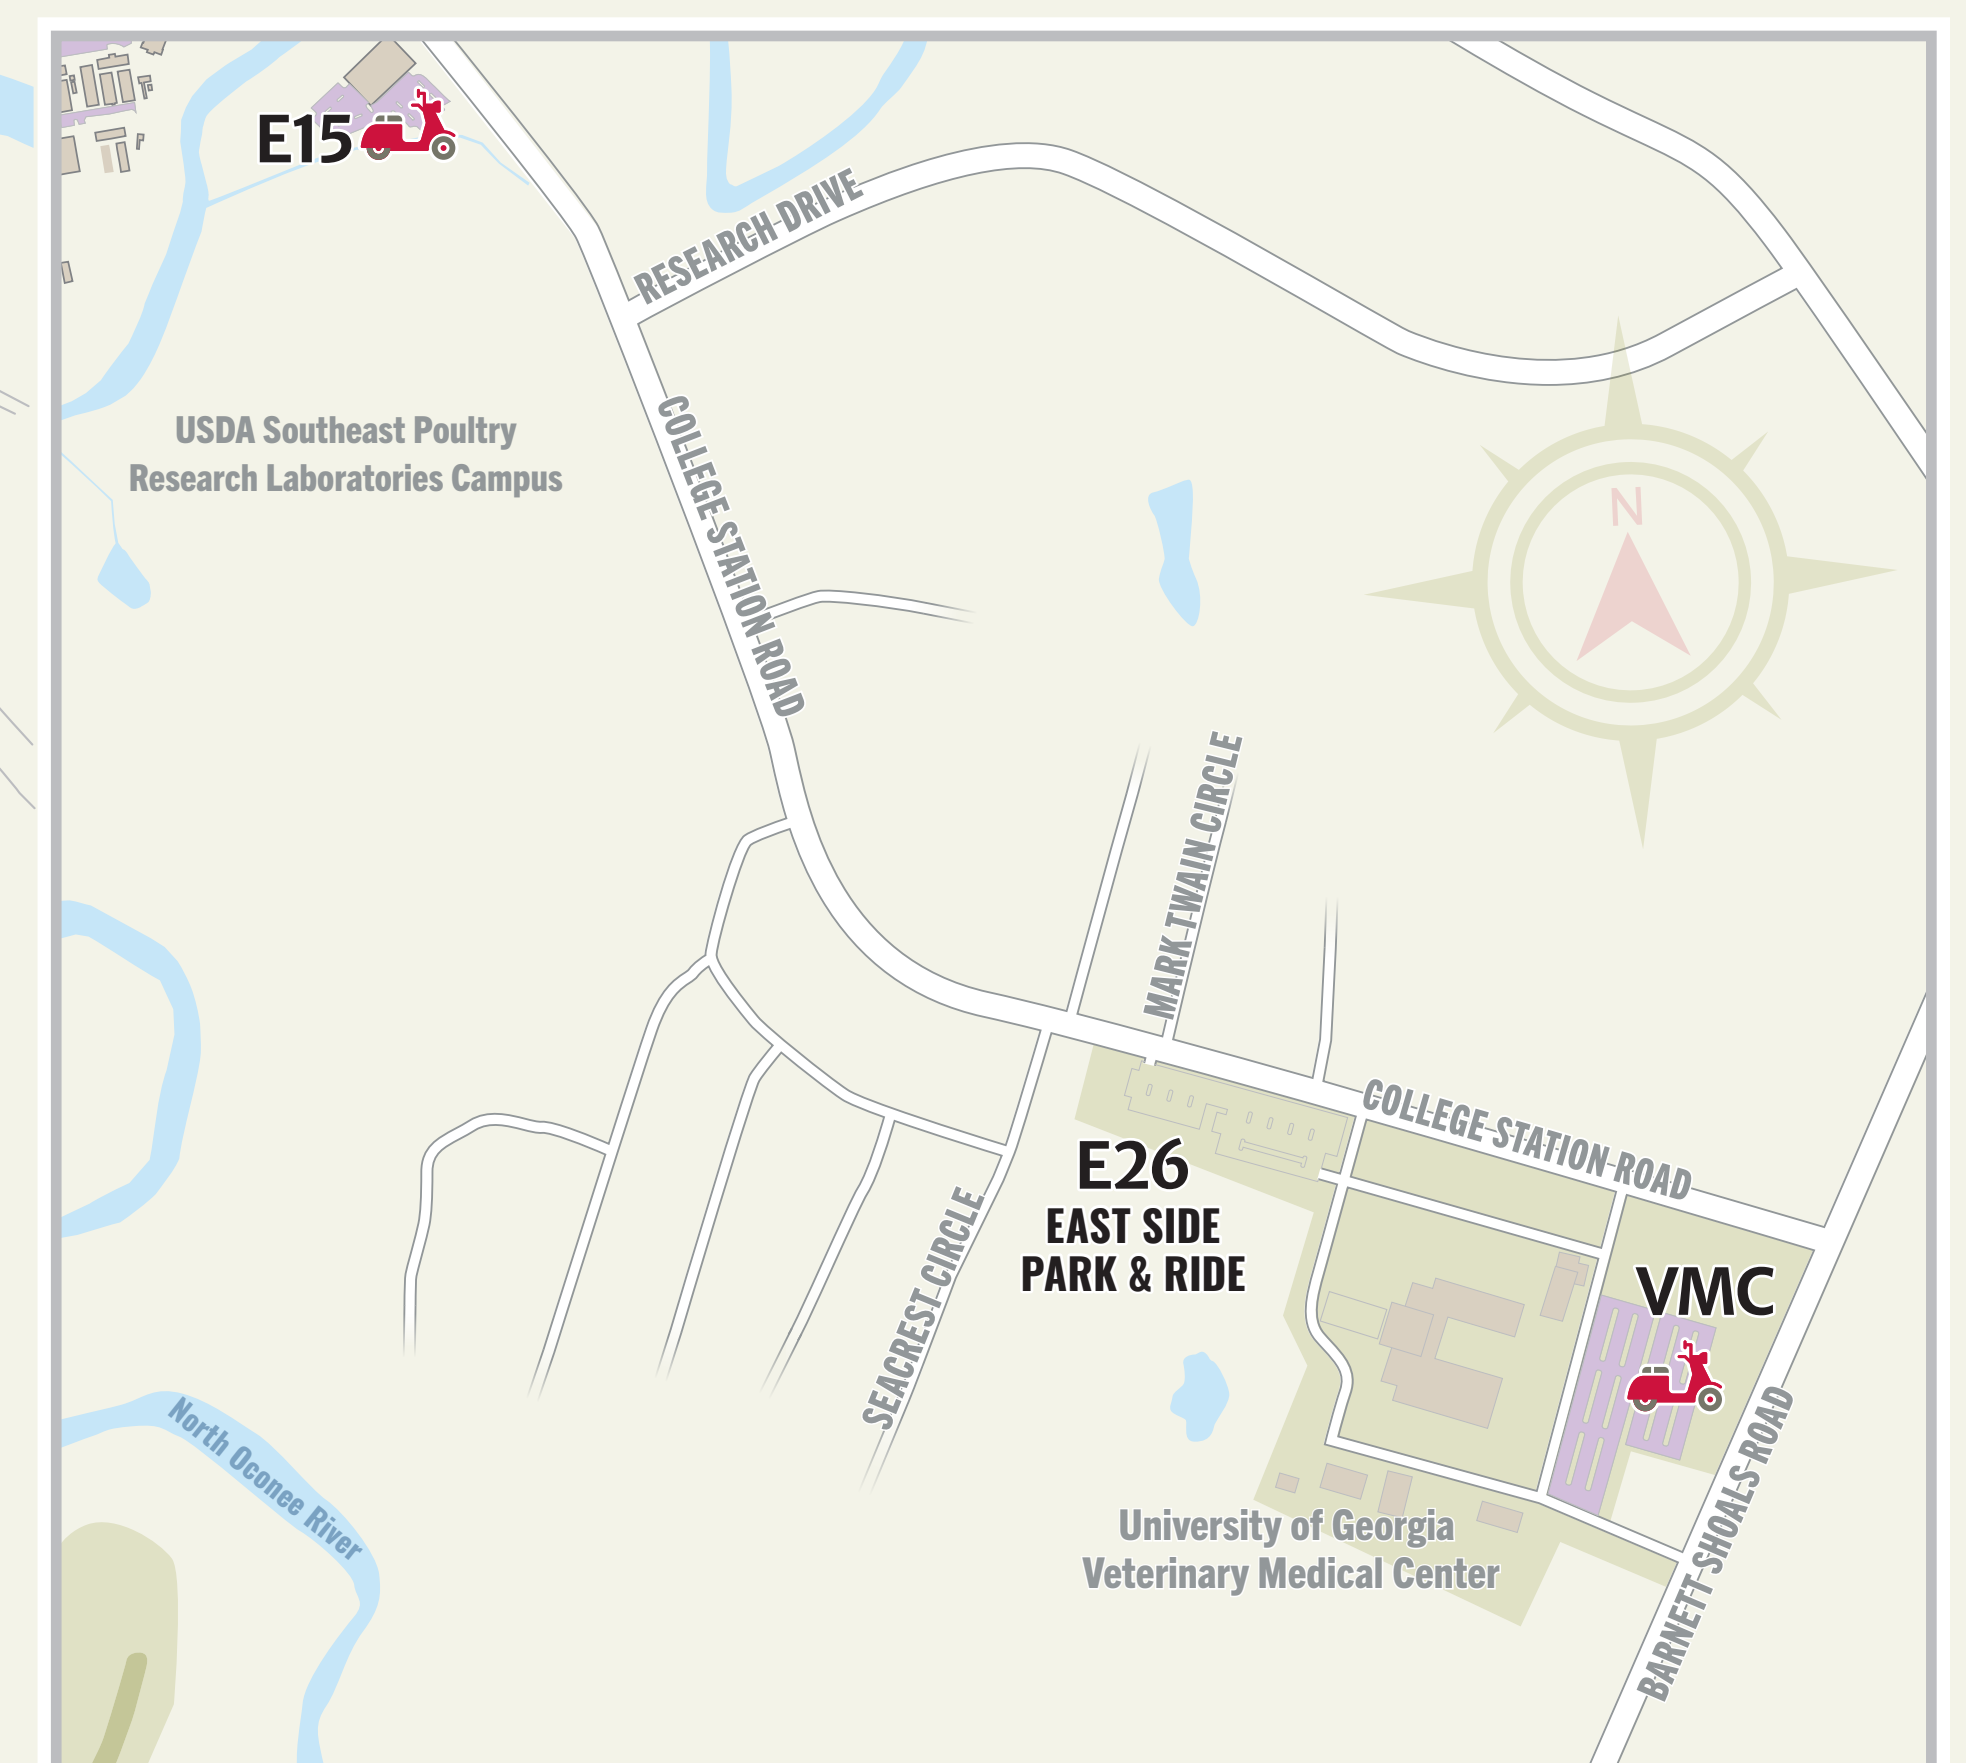 E15
RESEARCH DRIVE
USDA Southeast Poultry
Research Laboratories Campus
COLLEGE STATION ROAD
N
MARK TWAIN CIRCLE
COLLEGE STATION ROAD
E26
EAST SIDE
PARK & RIDE
SEACREST CIRCLE
VMC
North Oconee River
University of Georgia
Veterinary Medical Center
BARNETT SHOALS ROAD